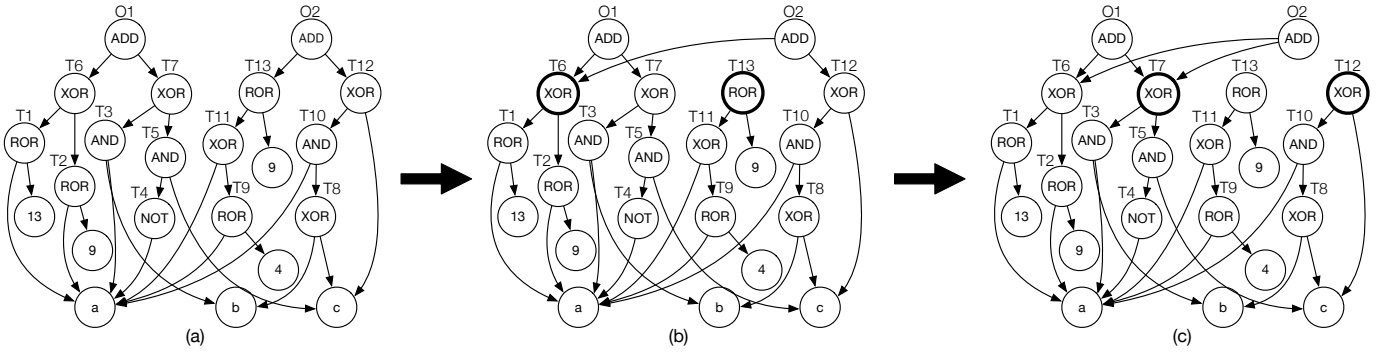 O1 O2
ADD ADD
T6 T7 T13 T12
XOR XOR ROR XOR
T1 T3 T5 T11 T10
ROR AND AND XOR AND
T2 T4 T9 T8
ROR NOT ROR XOR
13 9 9 4
a b c
(a)
O1 O2
ADD ADD
T6 T7 T13 T12
XOR XOR ROR XOR
T1 T3 T5 T11 T10
ROR AND AND XOR AND
T2 T4 T9 T8
ROR NOT ROR XOR
13 9 9 4
a b c
(b)
O1 O2
ADD ADD
T6 T7 T13 T12
XOR XOR ROR XOR
T1 T3 T5 T11 T10
ROR AND AND XOR AND
T2 T4 T9 T8
ROR NOT ROR XOR
13 9 9 4
a b c
(c)